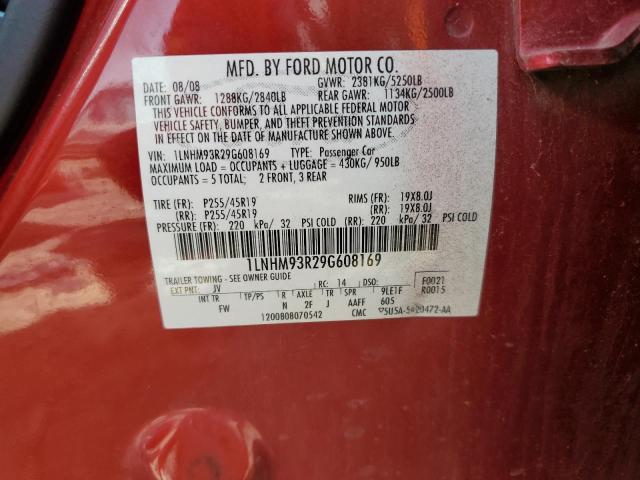 MFD. BY FORD MOTOR CO.
DATE: 08/08 GVWR: 2381KG/5250LB
FRONT GAWR: 1288KG/2840LB REAR GAWR: 1134KG/2500LB
THIS VEHICLE CONFORMS TO ALL APPLICABLE FEDERAL MOTOR
VEHICLE SAFETY, BUMPER, AND THEFT PREVENTION STANDARDS
IN EFFECT ON THE DATE OF MANUFACTURE SHOWN ABOVE.
VIN: 1LNHM93R29G608169 TYPE: Passenger Car
MAXIMUM LOAD = OCCUPANTS + LUGGAGE = 430KG/950LB
OCCUPANTS = 5 TOTAL; 2 FRONT, 3 REAR
TIRE (FR): P255/45R19 RIMS (FR): 19X8.0J
(RR): P255/45R19 (RR): 19X8.0J
PRESSURE (FR): 220 kPa/ 32 PSI COLD (RR): 220 kPa/ 32 PSI COLD
1LNHM93R29G608169
TRAILER TOWING - SEE OWNER GUIDE
EXT PNT: JV RC: 14 DSO: F0021
INT TR TP/PS R AXLE TR SPR 9LE1F R0015
FW N 2F J AAFF 605
1200808070542 CMC